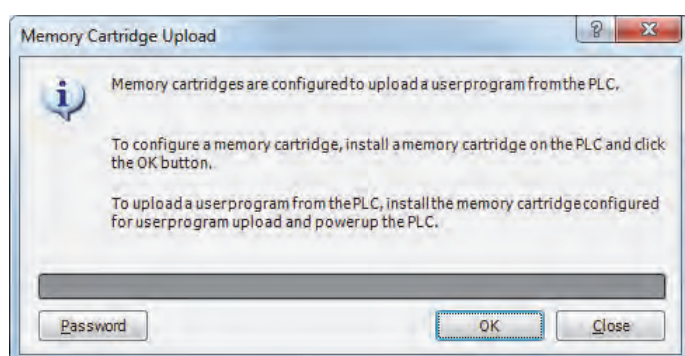 Memory Cartridge Upload
Memory cartridges are configured to upload a user program from the PLC.
To configure a memory cartridge, install a memory cartridge on the PLC and click
the OK button.
To upload a user program from the PLC, install the memory cartridge configured
for user program upload and power up the PLC.
Password
OK
Close